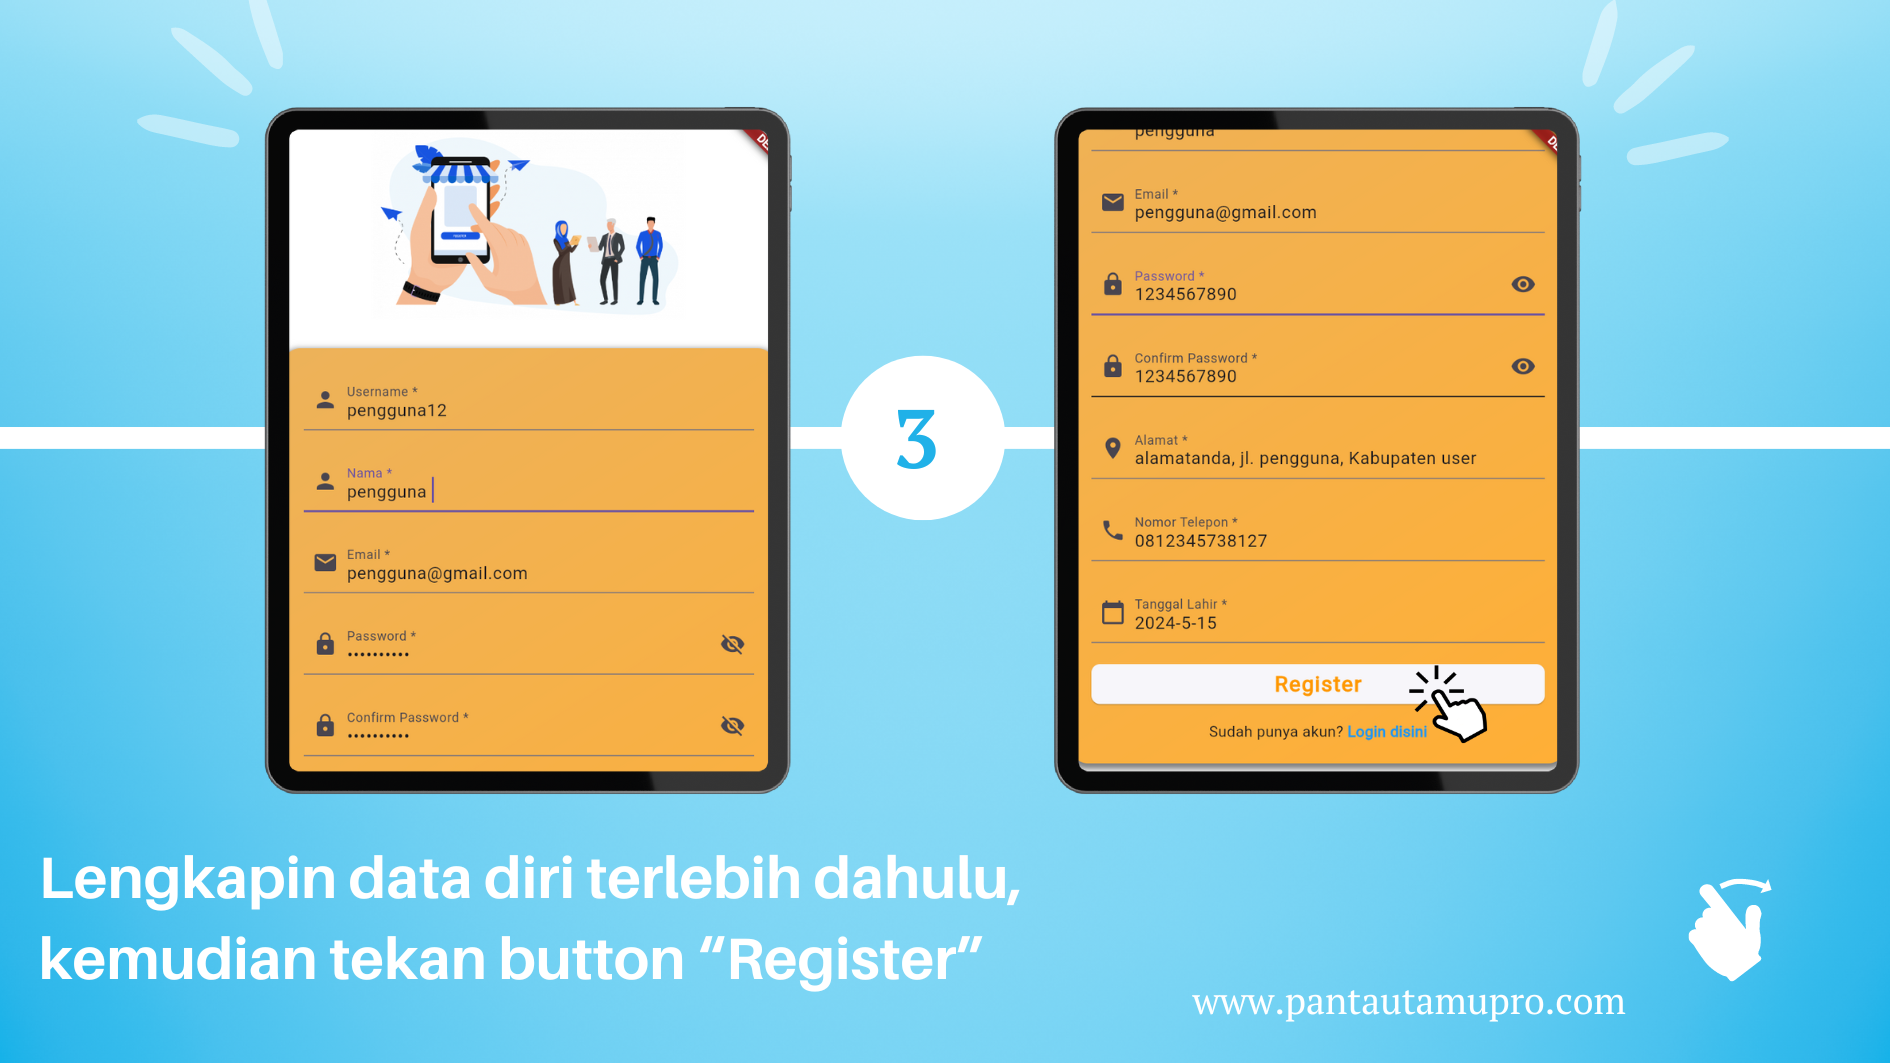 Username *
pengguna12
Nama *
pengguna
Email *
pengguna@gmail.com
Password *
••••••••••
Confirm Password *
••••••••••
3
pengguna
Email *
pengguna@gmail.com
Password *
1234567890
Confirm Password *
1234567890
Alamat *
alamatanda, jl. pengguna, Kabupaten user
Nomor Telepon *
0812345738127
Tanggal Lahir *
2024-5-15
Register
Sudah punya akun? Login disini
Lengkapin data diri terlebih dahulu,
kemudian tekan button “Register”
www.pantautamupro.com